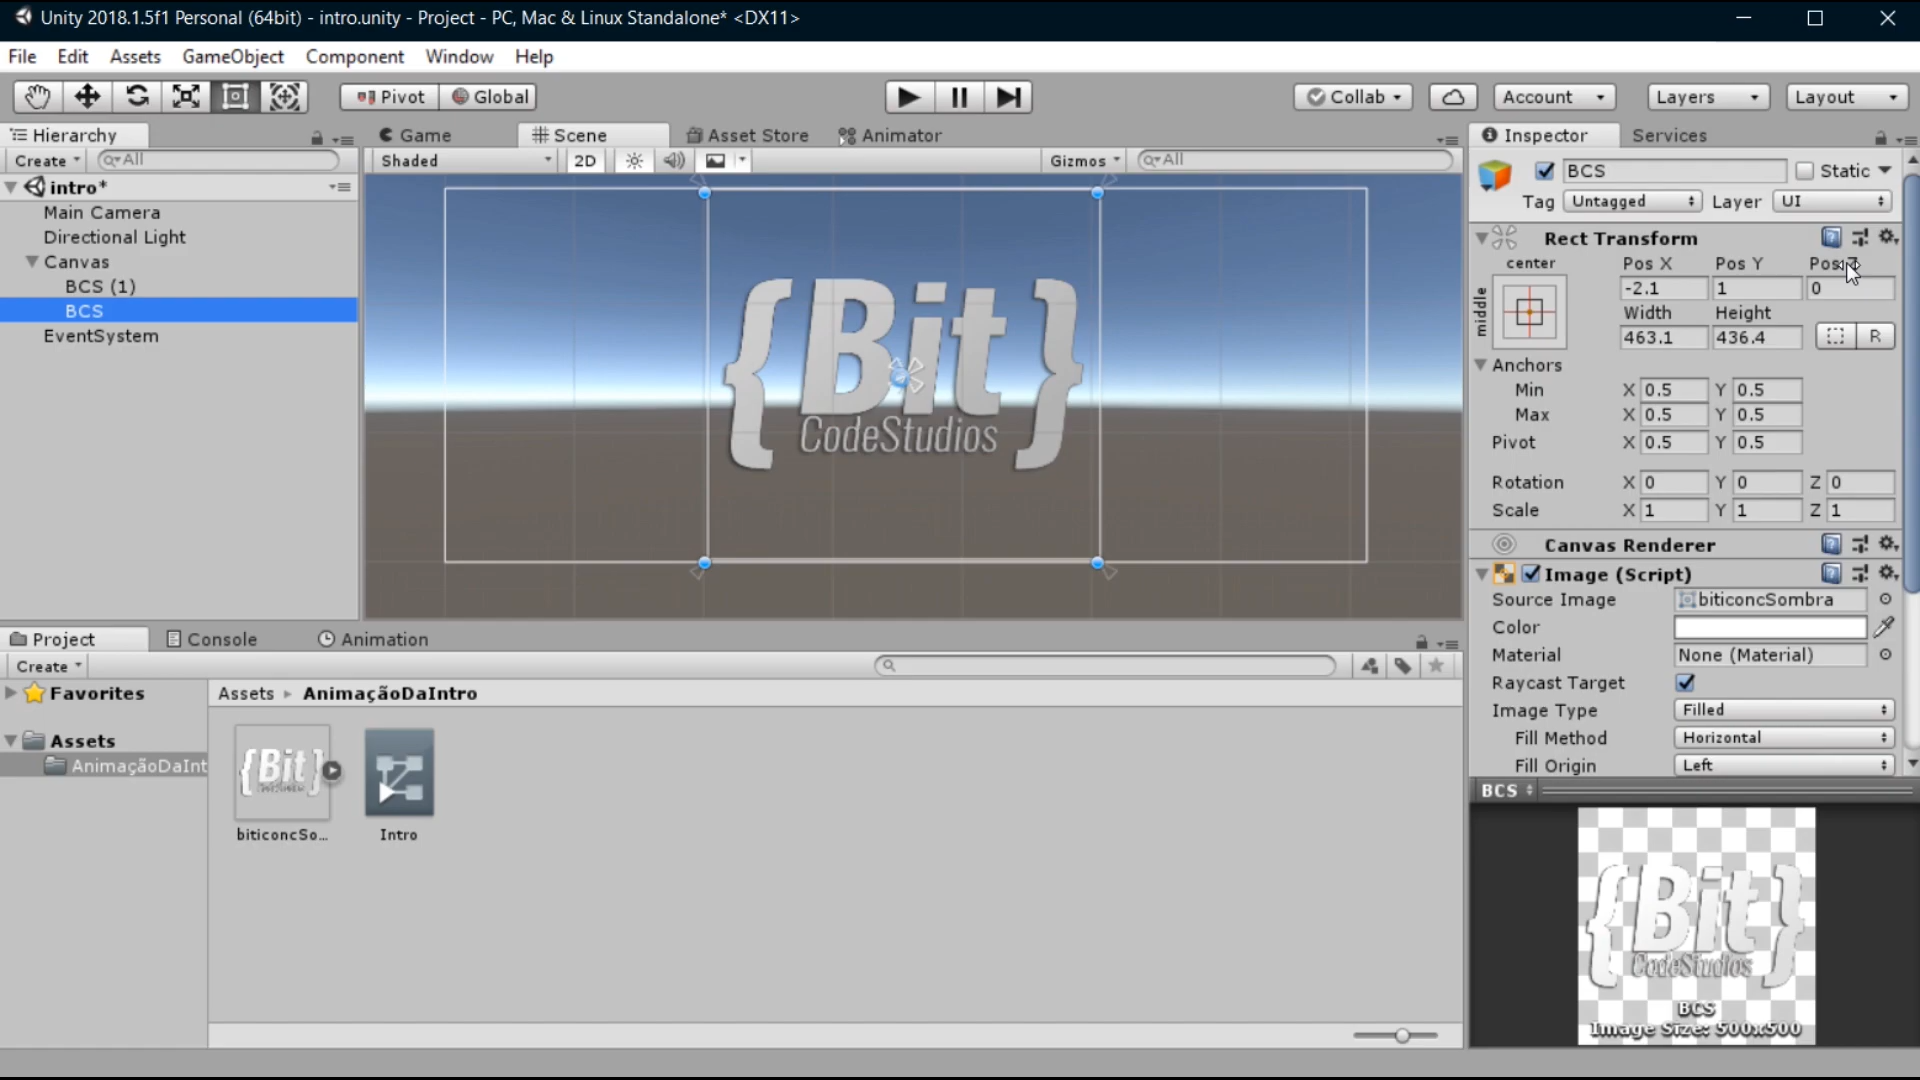 Unity 2018.1.5f1 Personal (64bit) - intro.unity - Project - PC, Mac & Linux Standalone* <DX11>
File Edit Assets GameObject Component Window Help
Pivot Global Collab Account Layers Layout
Hierarchy
Create All
intro*
Main Camera
Directional Light
Canvas
BCS (1)
BCS
EventSystem
Game Scene Asset Store Animator
Shaded 2D Gizmos All
{Bit}
CodeStudios
Inspector Services
BCS Static
Tag Untagged Layer UI
Rect Transform
center Pos X Pos Y Pos Z
middle
-2.1 1 0
Width Height
463.1 436.4 R
Anchors
Min X 0.5 Y 0.5
Max X 0.5 Y 0.5
Pivot X 0.5 Y 0.5
Rotation X 0 Y 0 Z 0
Scale X 1 Y 1 Z 1
Canvas Renderer
Image (Script)
Source Image biticoncSombra
Color
Material None (Material)
Raycast Target
Image Type Filled
Fill Method Horizontal
Fill Origin Left
BCS
{Bit}
CodeStudios
BCS
Image Size: 500x500
Project Console Animation
Create
Favorites
Assets
AnimaçãoDaInt
Assets AnimaçãoDaIntro
{Bit}
biticoncSo... Intro